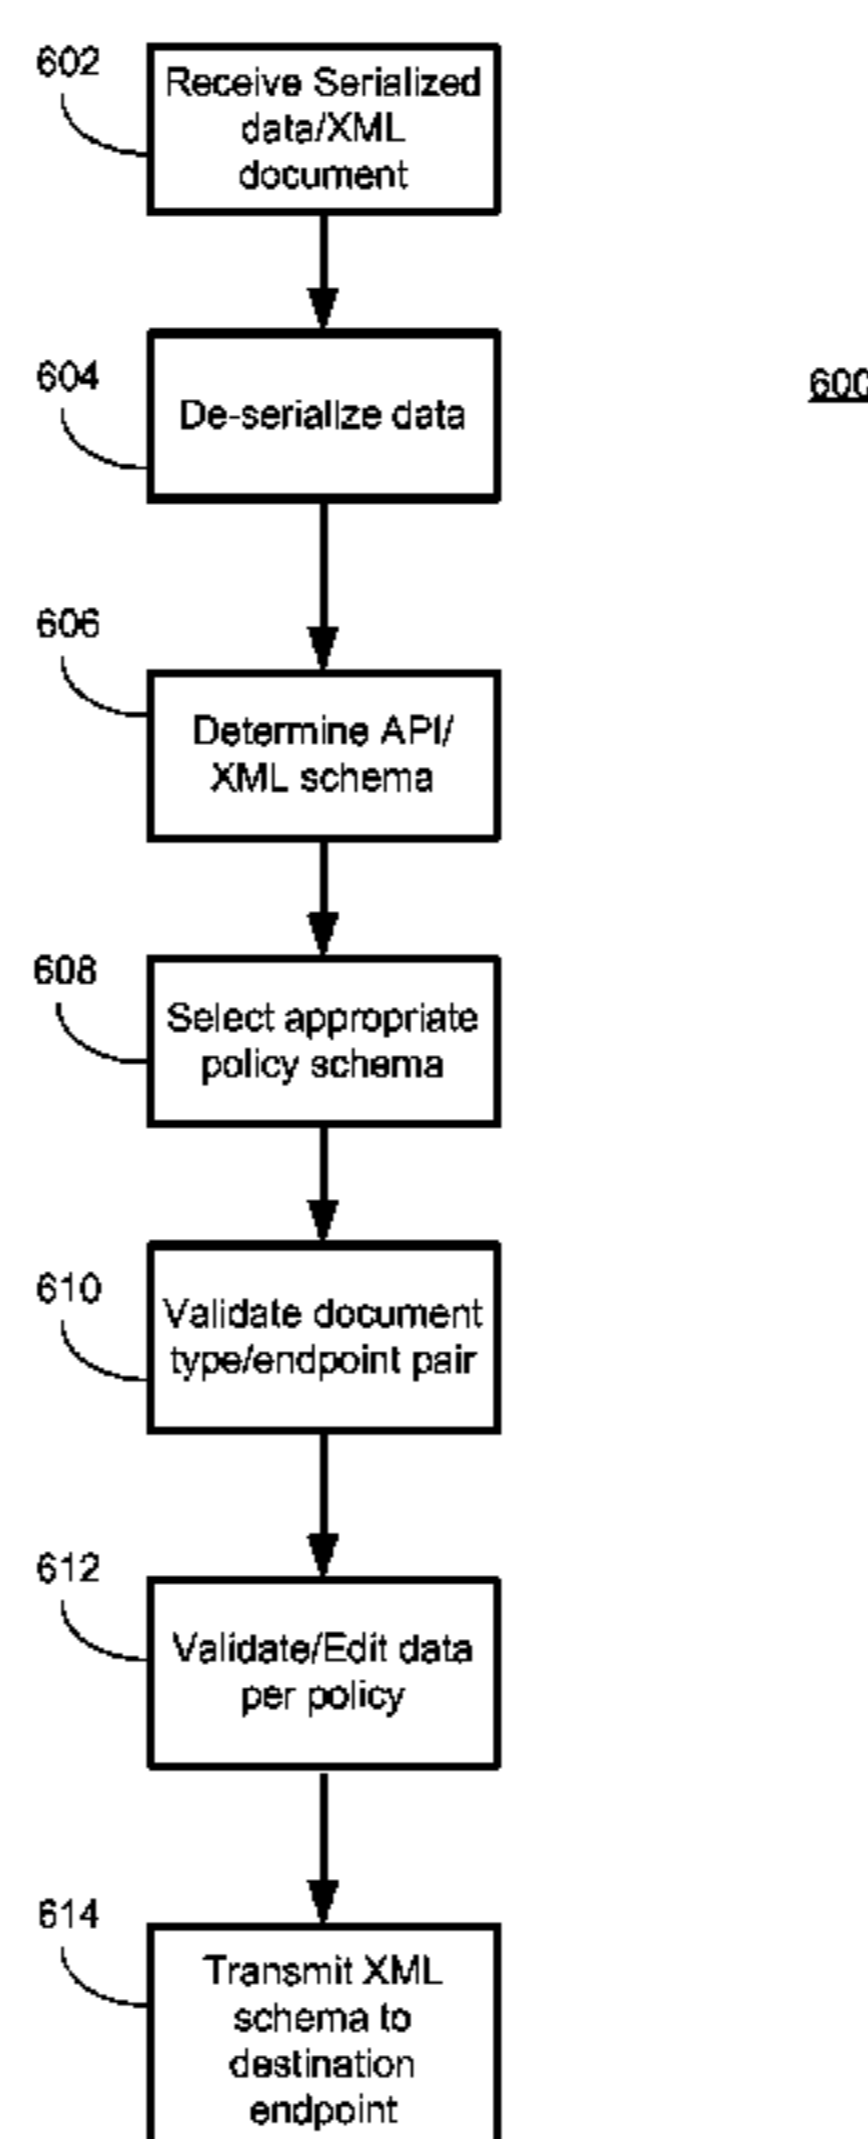 602
Receive Serialized
data/XML
document
604
De-serialize data
600
606
Determine API/
XML schema
608
Select appropriate
policy schema
610
Validate document
type/endpoint pair
612
Validate/Edit data
per policy
614
Transmit XML
schema to
destination
endpoint